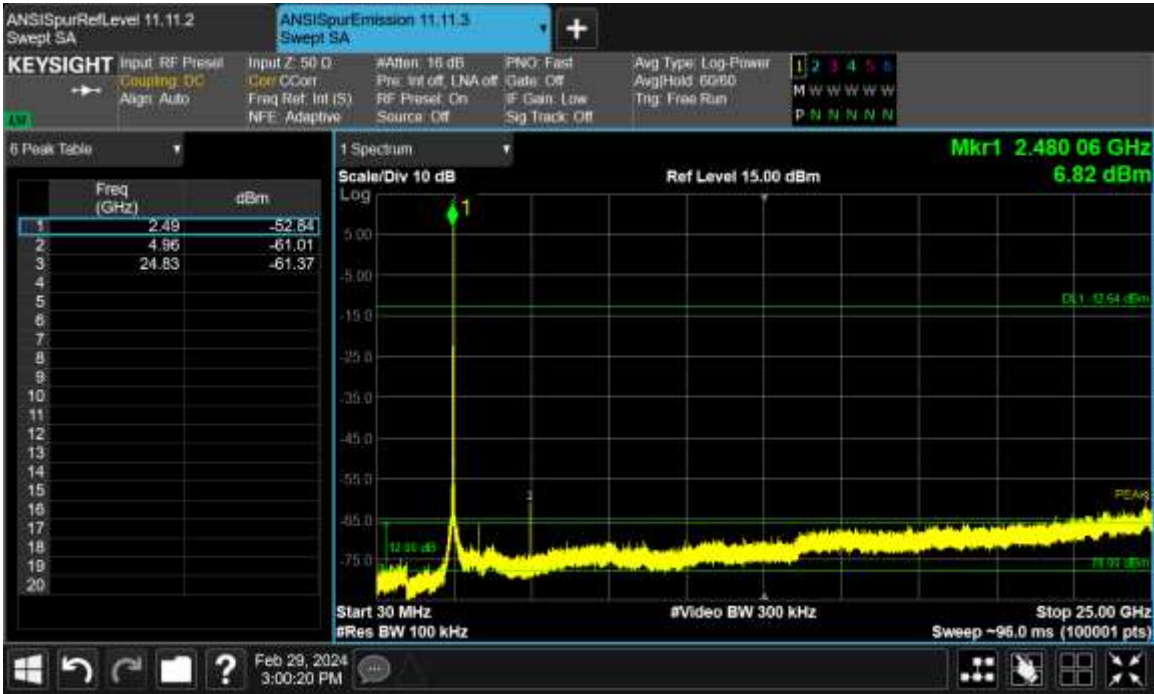 ANSISpurRefLevel 11.11.2
Swept SA
ANSISpurEmission 11.11.3
Swept SA
KEYSIGHT
Input: RF Presel
Coupling: DC
Align: Auto
Input Z: 50 Ω
Corr CCorr
Freq Ref: Int (S)
NFE: Adaptive
#Atten: 16 dB
Pre: Int off, LNA off
RF Presel: On
Source: Off
PNO: Fast
Gate: Off
IF Gain: Low
Sig Track: Off
Avg Type: Log-Power
Avg|Hold: 60/60
Trig: Free Run
1 2 3 4 5 6
M W W W W W W
P N N N N N
6 Peak Table
Freq (GHz) dBm
1 2.49 -52.84
2 4.96 -61.01
3 24.83 -61.37
4
5
6
7
8
9
10
11
12
13
14
15
16
17
18
19
20
1 Spectrum
Mkr1 2.480 06 GHz
6.82 dBm
Scale/Div 10 dB
Ref Level 15.00 dBm
Log
1
5.00
-5.00
DL1 -12.64 dBm
-15.0
-25.0
-35.0
-45.0
-55.0
-65.0
12.00 dB
-75.0
Start 30 MHz
#Video BW 300 kHz
Stop 25.00 GHz
#Res BW 100 kHz
Sweep ~96.0 ms (100001 pts)
?
Feb 29, 2024
3:00:20 PM